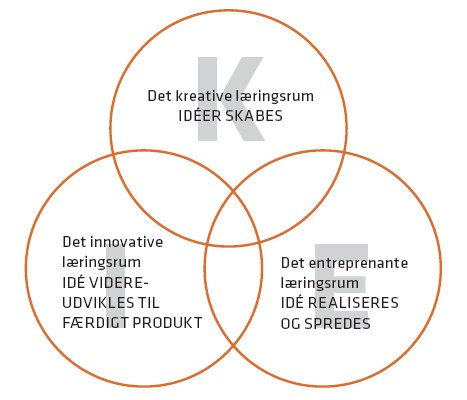 K
Det kreative læringsrum
IDÉER SKABES
I
Det innovative
læringsrum
IDÉ VIDERE-
UDVIKLES TIL
FÆRDIGT PRODUKT
E
Det entreprenante
læringsrum
IDÉ REALISERES
OG SPREDES